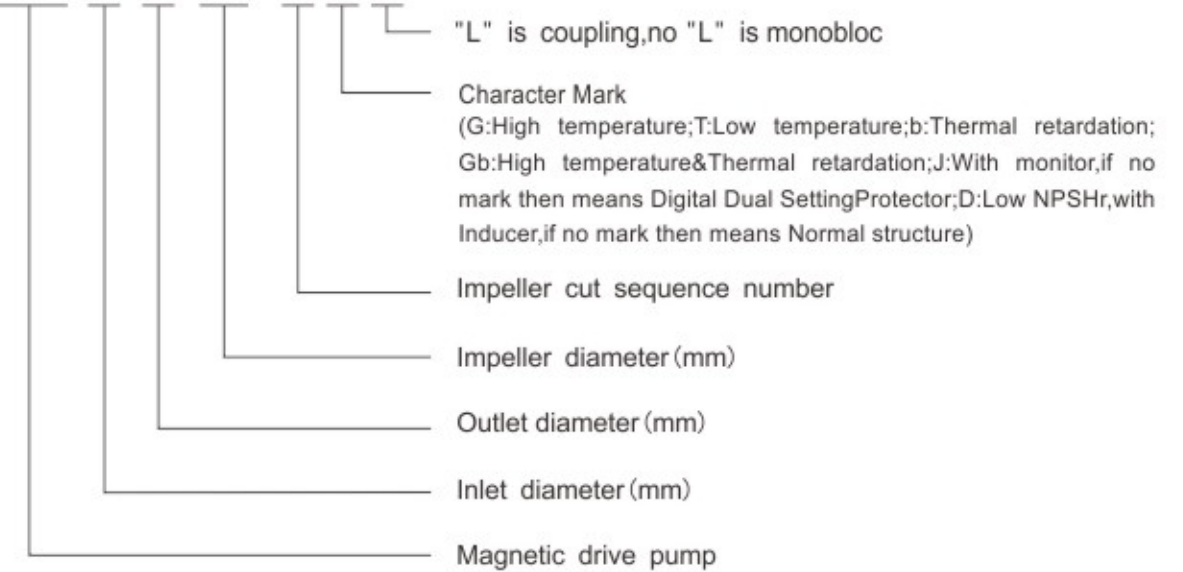 "L" is coupling,no "L" is monobloc
Character Mark
(G:High temperature;T:Low temperature;b:Thermal retardation;
Gb:High temperature&Thermal retardation;J:With monitor,if no
mark then means Digital Dual SettingProtector;D:Low NPSHr,with
Inducer,if no mark then means Normal structure)
Impeller cut sequence number
Impeller diameter(mm)
Outlet diameter(mm)
Inlet diameter(mm)
Magnetic drive pump